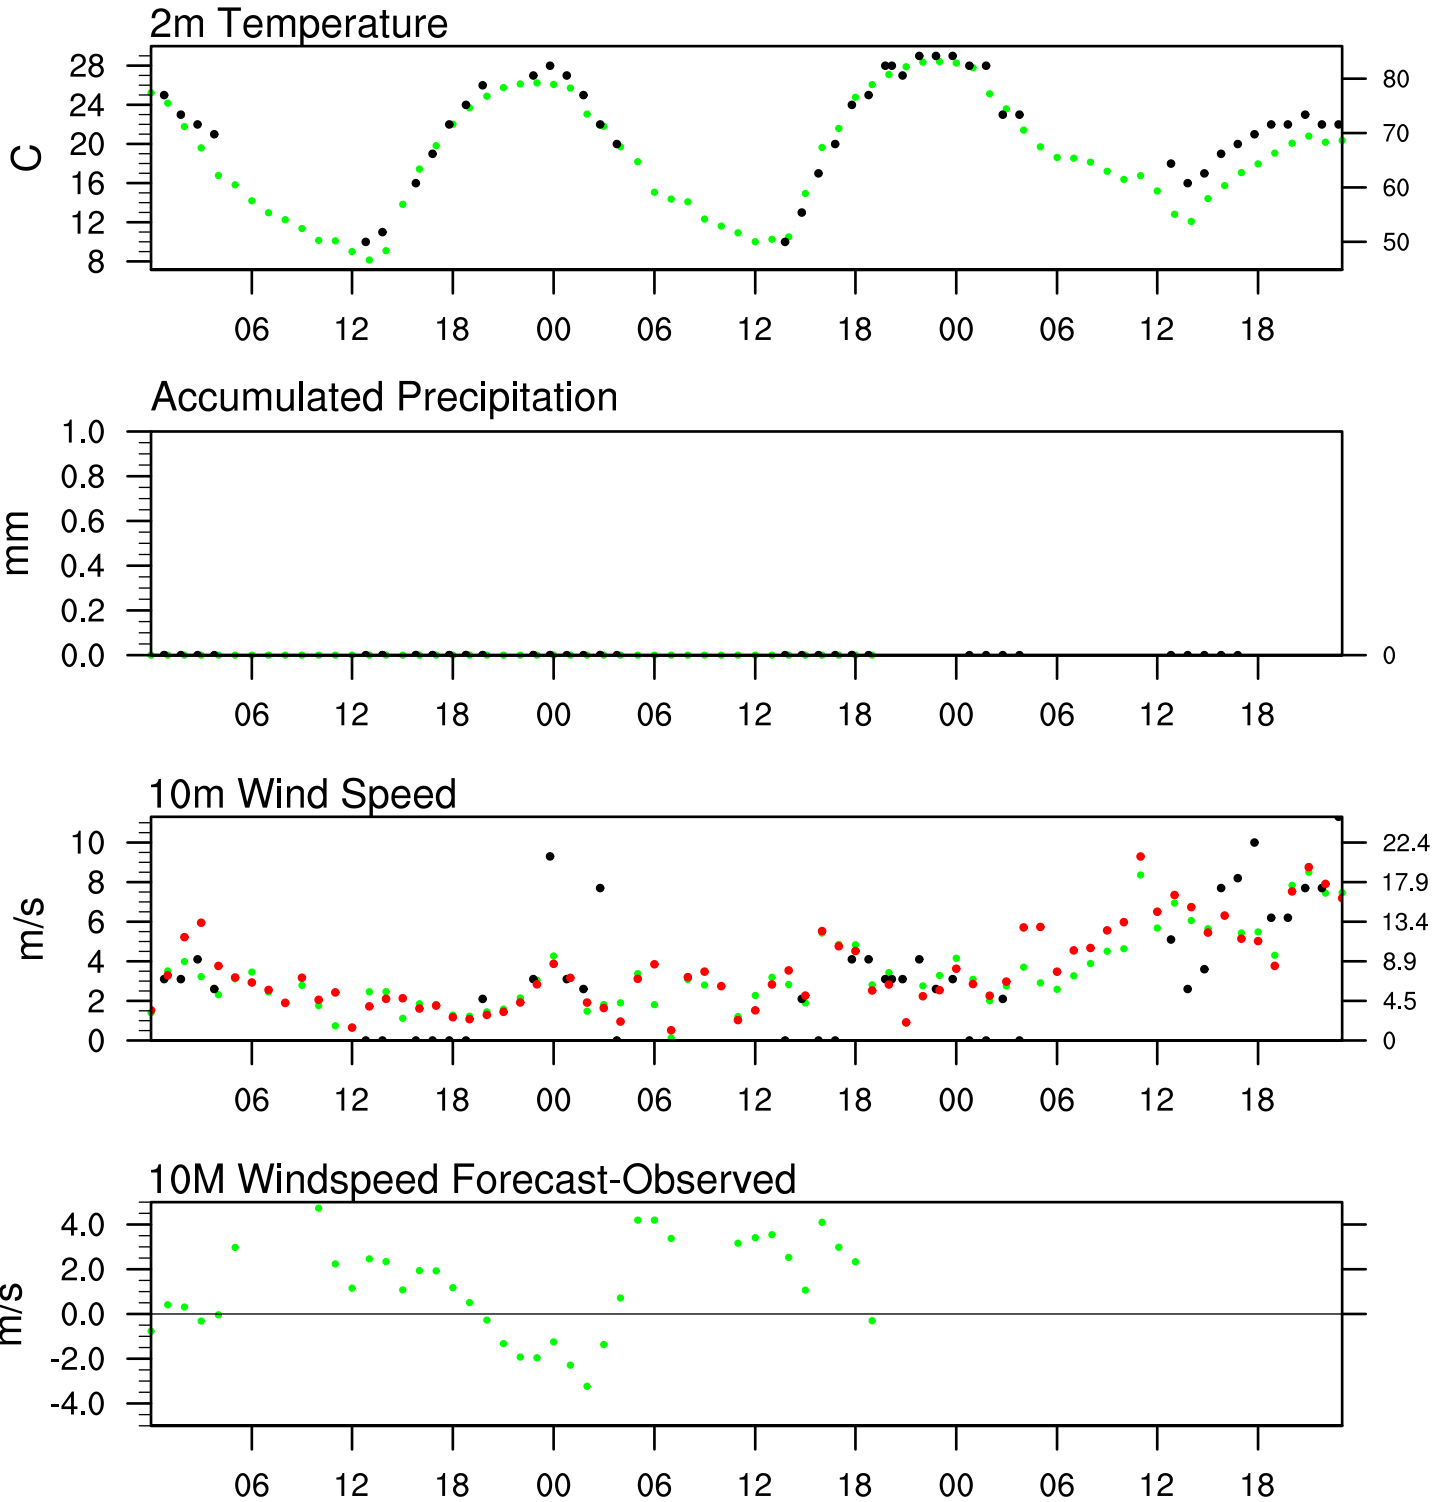 2m Temperature
28
24
20
16
12
8
C
80
70
60
50
06 12 18 00 06 12 18 00 06 12 18
Accumulated Precipitation
1.0
0.8
0.6
0.4
0.2
0.0
mm
0
06 12 18 00 06 12 18 00 06 12 18
10m Wind Speed
10
8
6
4
2
0
m/s
22.4
17.9
13.4
8.9
4.5
0
06 12 18 00 06 12 18 00 06 12 18
10M Windspeed Forecast-Observed
4.0
2.0
0.0
-2.0
-4.0
m/s
06 12 18 00 06 12 18 00 06 12 18